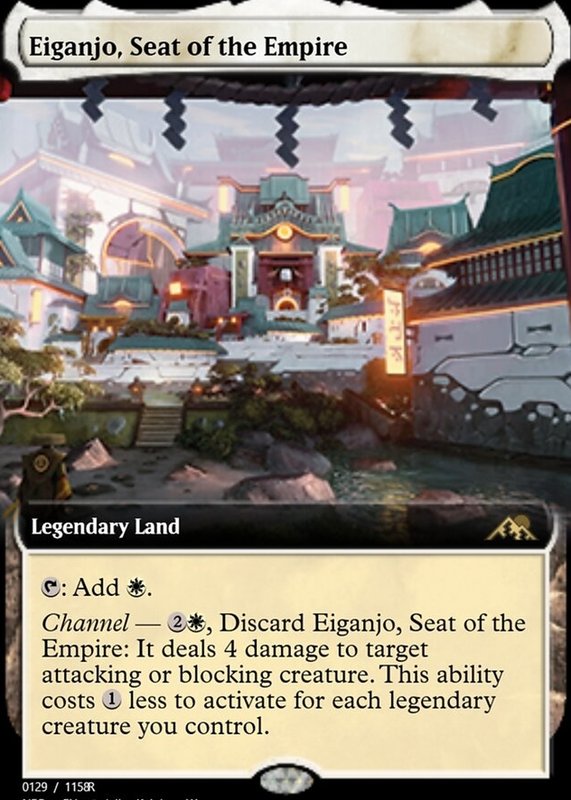 Eiganjo, Seat of the Empire
Legendary Land
: Add .
Channel — 2, Discard Eiganjo, Seat of the
Empire: It deals 4 damage to target
attacking or blocking creature. This ability
costs 1 less to activate for each legendary
creature you control.
0129 / 1158R